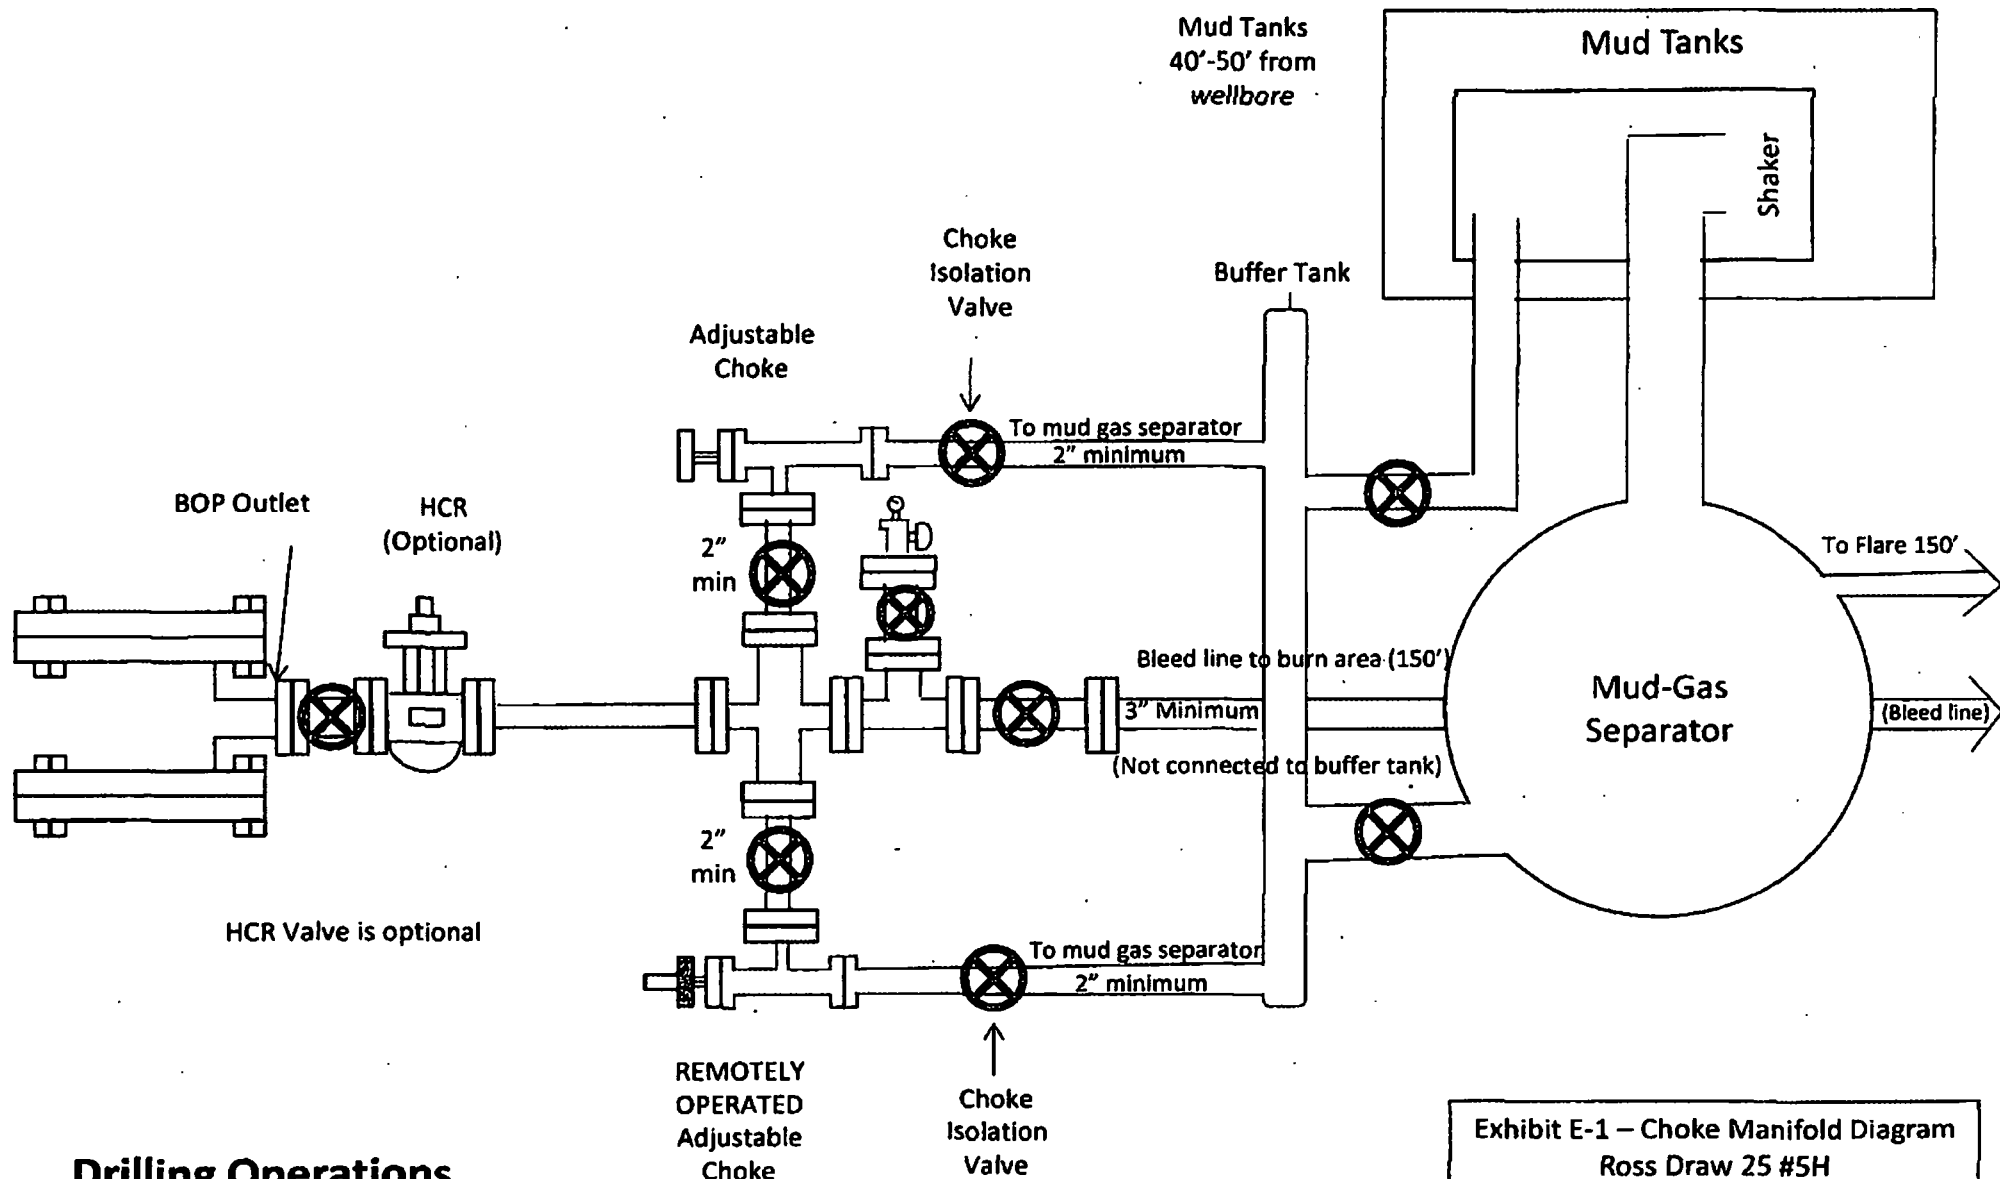 Mud Tanks
40'-50' from
wellbore
Mud Tanks
Shaker
Choke
Isolation
Valve
Buffer Tank
Adjustable
Choke
To mud gas separator
2" minimum
BOP Outlet
HCR
(Optional)
2"
min
To Flare 150'
Bleed line to burn area (150')
3" Minimum
(Not connected to buffer tank)
Mud-Gas
Separator
(Bleed line)
2"
min
HCR Valve is optional
To mud gas separator
2" minimum
REMOTELY
OPERATED
Adjustable
Choke
Choke
Isolation
Valve
Exhibit E-1 – Choke Manifold Diagram
Ross Draw 25 #5H
Drilling Operations